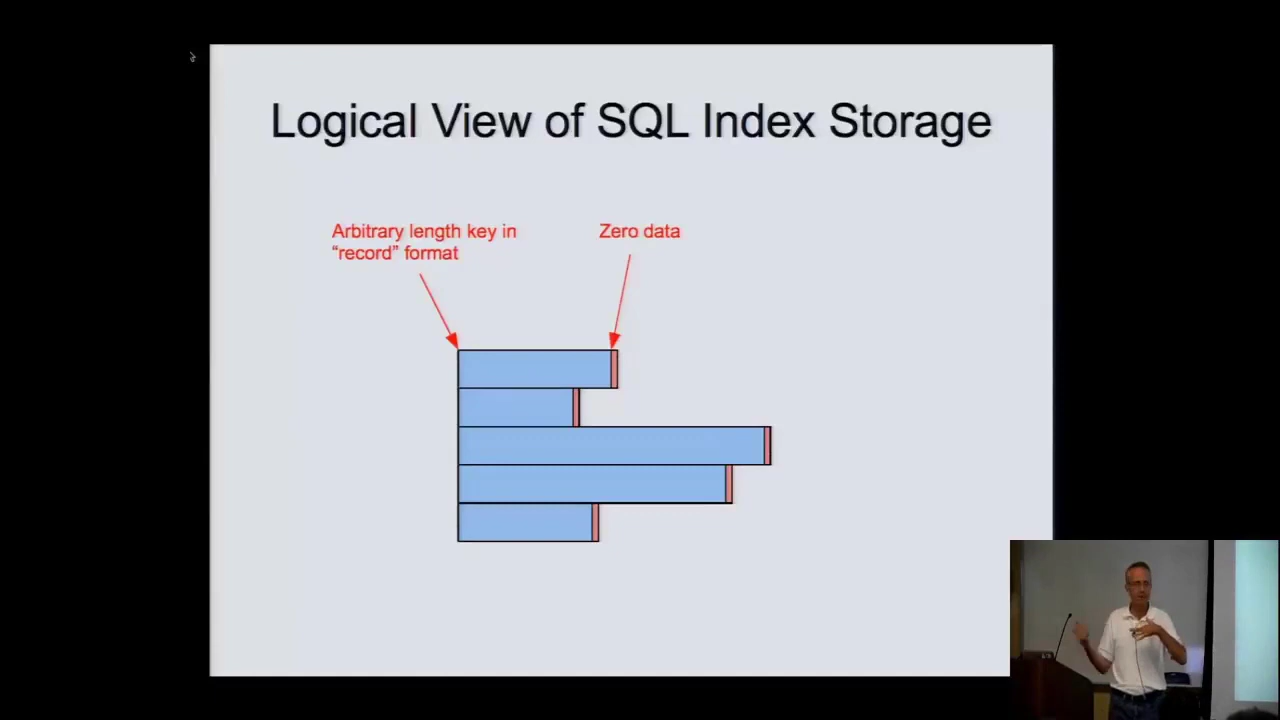 Logical View of SQL Index Storage
Arbitrary length key in
“record” format
Zero data